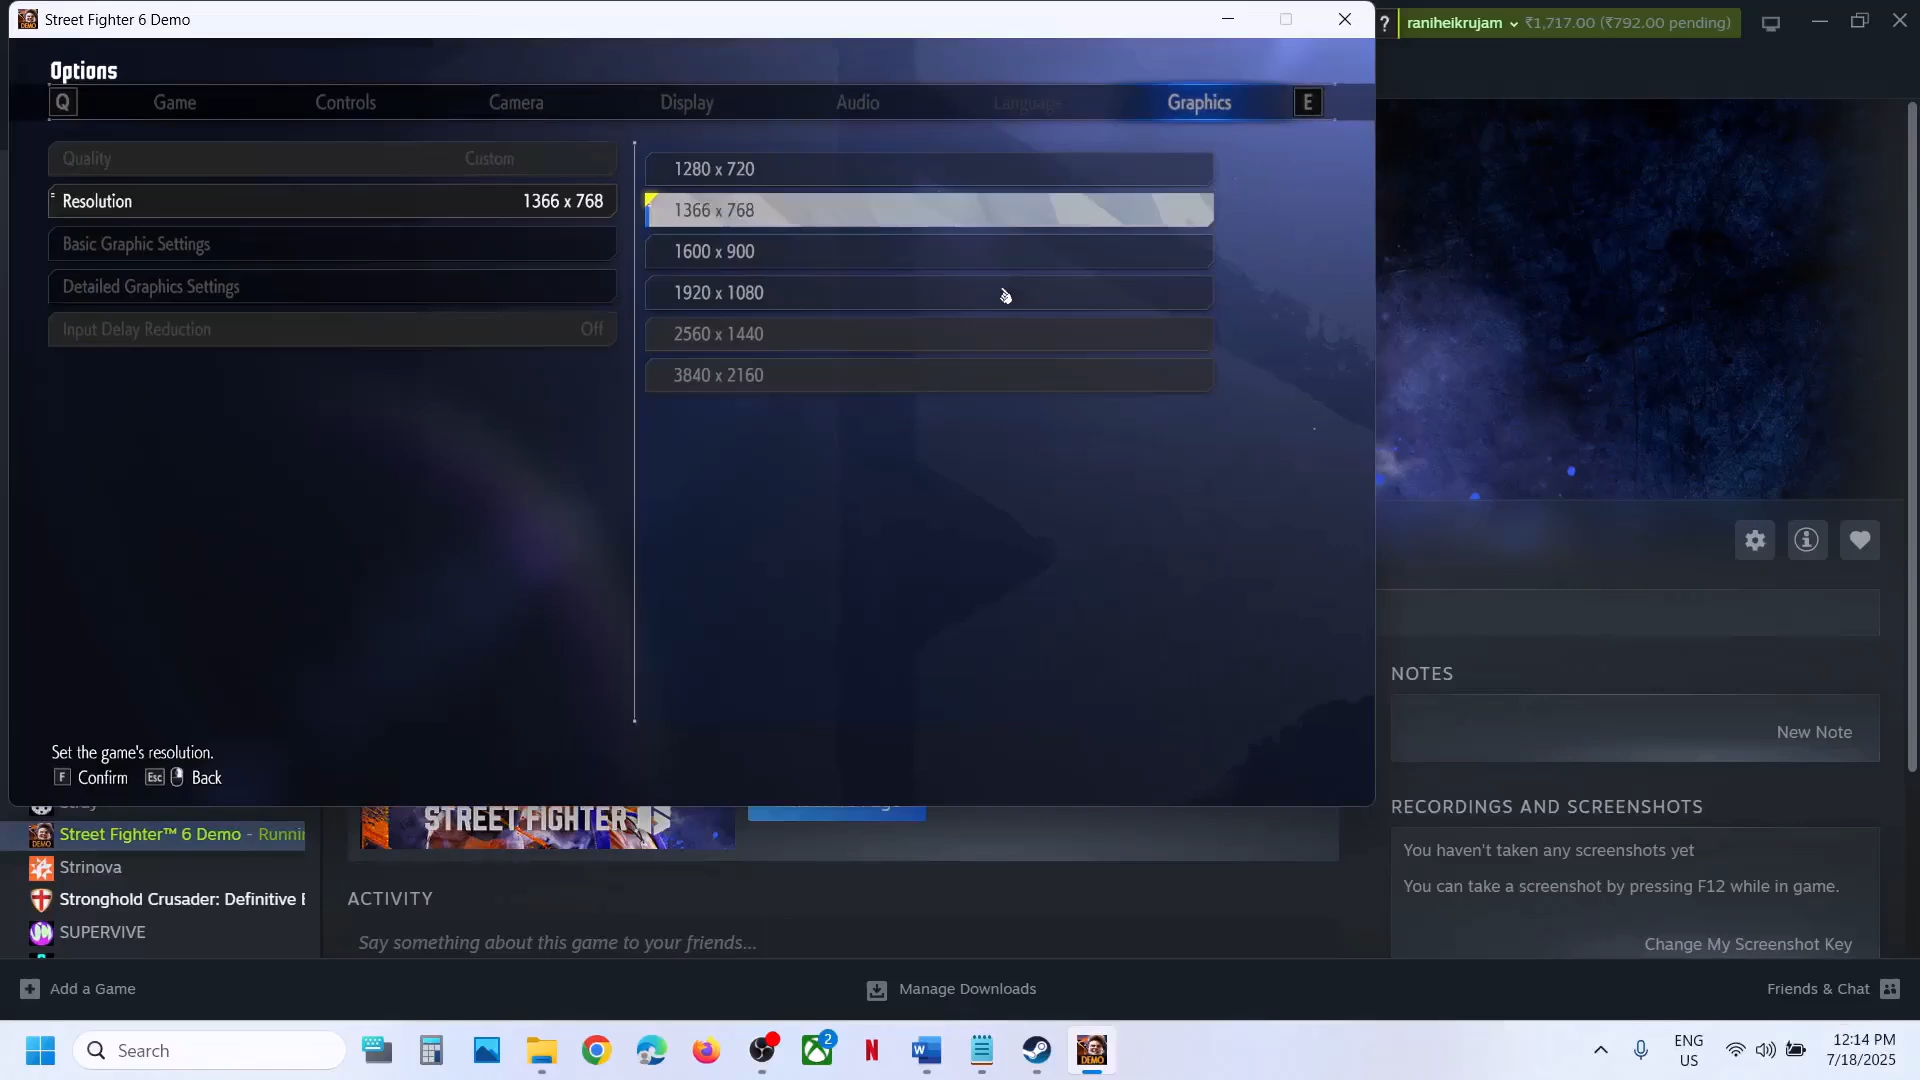 Street Fighter 6 Demo
? raniheikrujam ₹1,717.00 (₹792.00 pending)
Options
Q Game Controls Camera Display Audio Language Graphics E
Quality Custom
Resolution 1366 x 768
Basic Graphic Settings
Detailed Graphics Settings
Input Delay Reduction Off
1280 x 720
1366 x 768
1600 x 900
1920 x 1080
2560 x 1440
3840 x 2160
Set the game's resolution.
F Confirm Esc Back
NOTES
New Note
RECORDINGS AND SCREENSHOTS
You haven't taken any screenshots yet
You can take a screenshot by pressing F12 while in game.
Change My Screenshot Key
STREET FIGHTER 6
Street Fighter™ 6 Demo - Runnin
Strinova
Stronghold Crusader: Definitive E
SUPERVIVE
ACTIVITY
Say something about this game to your friends...
Add a Game
Manage Downloads
Friends & Chat
Search
2
DEMO
ENG
US
12:14 PM
7/18/2025